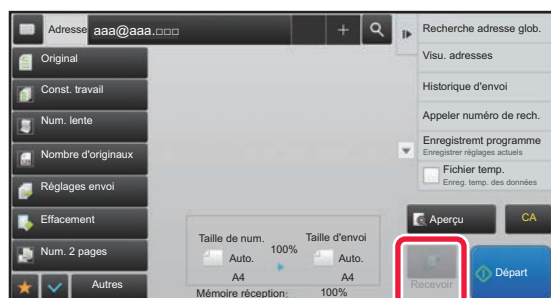 Adresse aaa@aaa.□□□
Recherche adresse glob.
Original
Visu. adresses
Const. travail
Historique d'envoi
Num. lente
Appeler numéro de rech.
Nombre d'originaux
Enregistremt programme
Enregistrer réglages actuels
Réglages envoi
Fichier temp.
Enreg. temp. des données
Effacement
Aperçu
CA
Num. 2 pages
Taille de num.
100%
Taille d'envoi
Auto.
A4
Auto.
A4
Mémoire réception: 100%
Autres
Recevoir
Départ